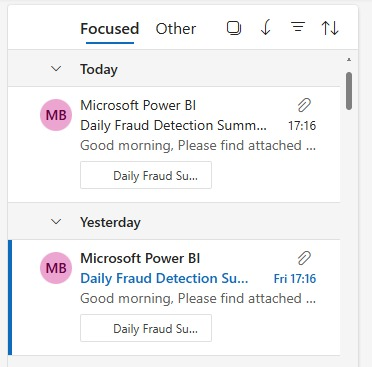 Focused Other
Today
MB
Microsoft Power BI
Daily Fraud Detection Summ... 17:16
Good morning, Please find attached ...
Daily Fraud Su...
Yesterday
MB
Microsoft Power BI
Daily Fraud Detection Su... Fri 17:16
Good morning, Please find attached ...
Daily Fraud Su...